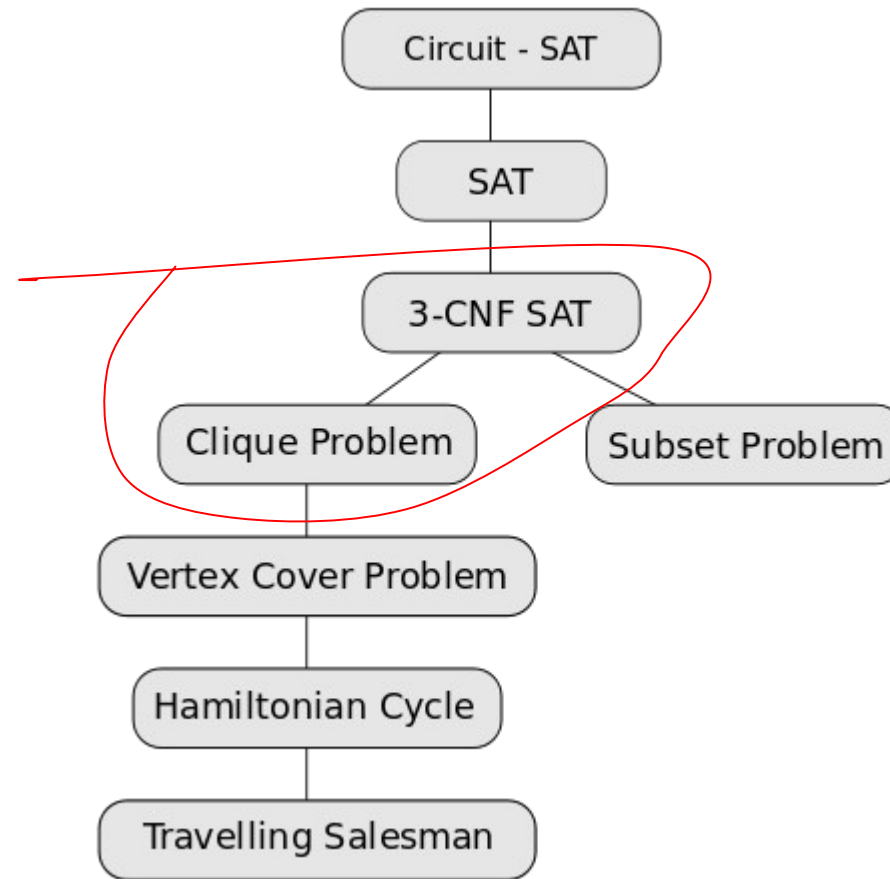 Circuit - SAT
SAT
3-CNF SAT
Clique Problem
Subset Problem
Vertex Cover Problem
Hamiltonian Cycle
Travelling Salesman